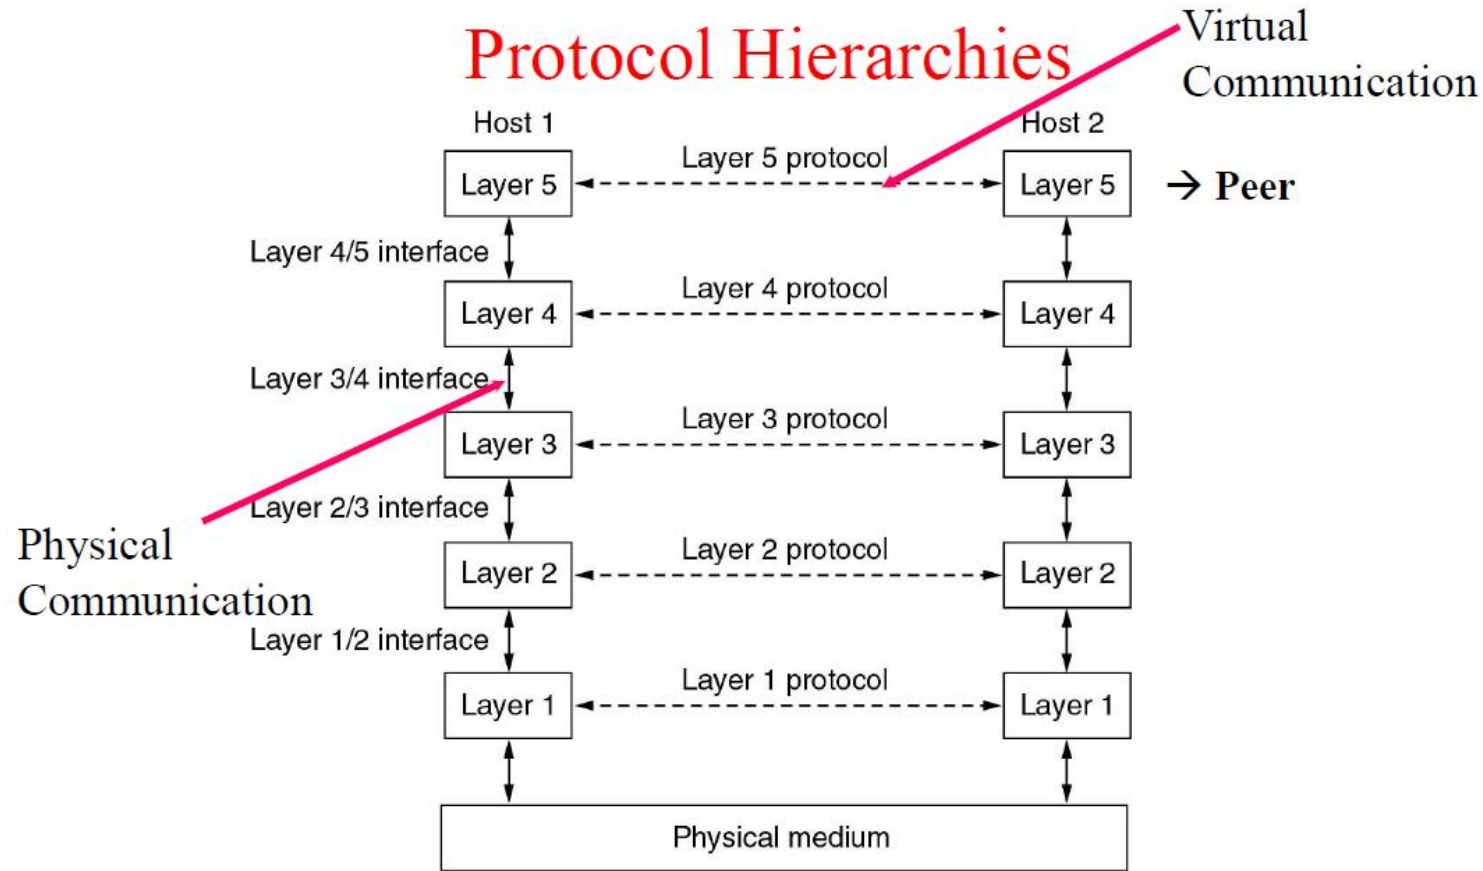 Protocol Hierarchies
Virtual
Communication
Host 1
Host 2
Layer 5 protocol
Layer 5
Layer 5
→ Peer
Layer 4/5 interface
Layer 4 protocol
Layer 4
Layer 4
Layer 3/4 interface
Layer 3 protocol
Layer 3
Layer 3
Layer 2/3 interface
Physical
Communication
Layer 2 protocol
Layer 2
Layer 2
Layer 1/2 interface
Layer 1 protocol
Layer 1
Layer 1
Physical medium